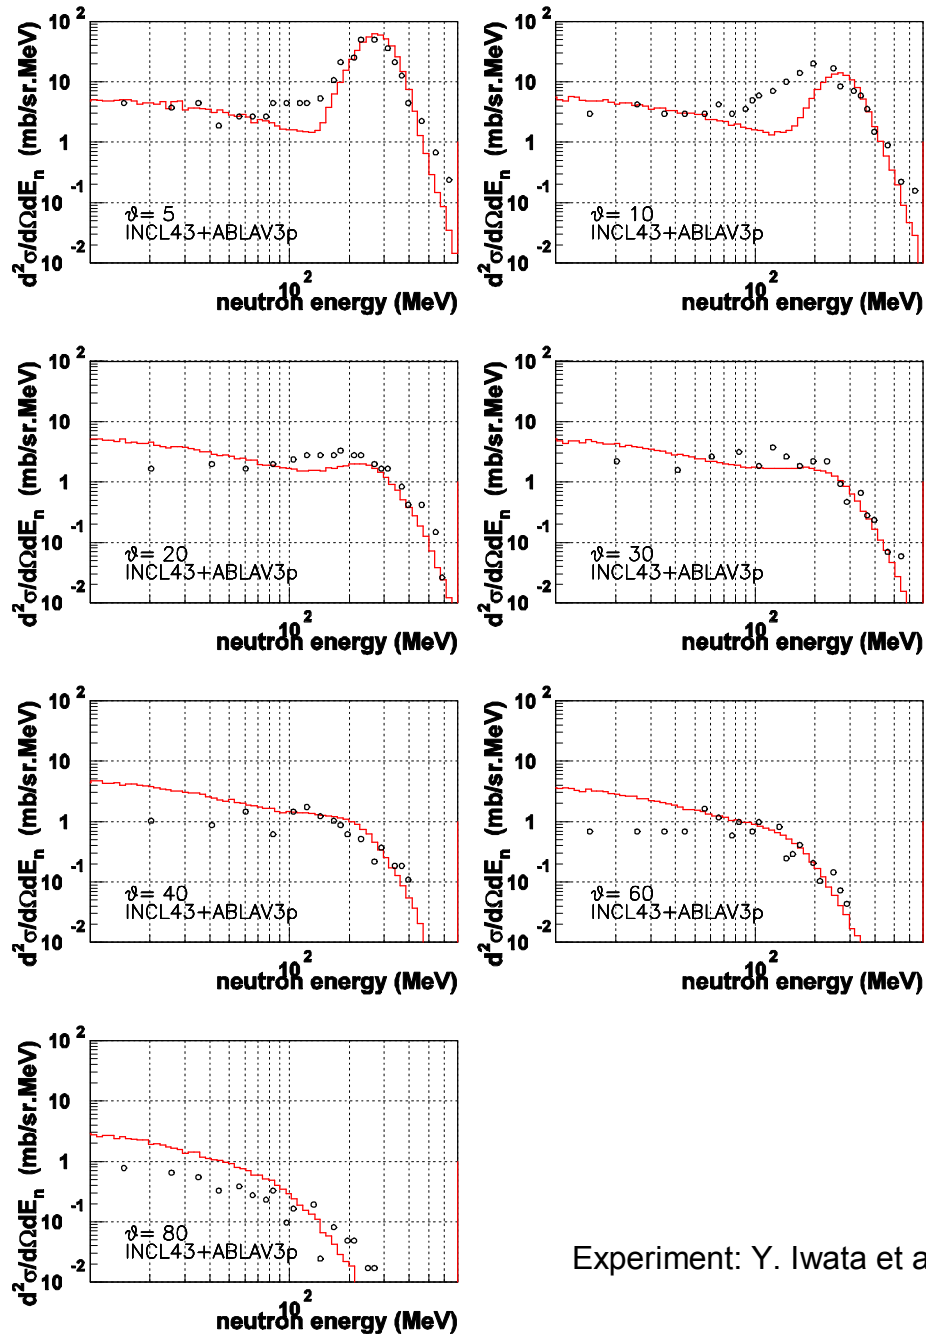 d²σ/dΩdEₙ (mb/sr.MeV)
10²
10
1
10⁻¹
10⁻²
ϑ= 5
INCL43+ABLAV3p
10²
neutron energy (MeV)
d²σ/dΩdEₙ (mb/sr.MeV)
10²
10
1
10⁻¹
10⁻²
ϑ= 10
INCL43+ABLAV3p
10²
neutron energy (MeV)
d²σ/dΩdEₙ (mb/sr.MeV)
10²
10
1
10⁻¹
10⁻²
ϑ= 20
INCL43+ABLAV3p
10²
neutron energy (MeV)
d²σ/dΩdEₙ (mb/sr.MeV)
10²
10
1
10⁻¹
10⁻²
ϑ= 30
INCL43+ABLAV3p
10²
neutron energy (MeV)
d²σ/dΩdEₙ (mb/sr.MeV)
10²
10
1
10⁻¹
10⁻²
ϑ= 40
INCL43+ABLAV3p
10²
neutron energy (MeV)
d²σ/dΩdEₙ (mb/sr.MeV)
10²
10
1
10⁻¹
10⁻²
ϑ= 60
INCL43+ABLAV3p
10²
neutron energy (MeV)
d²σ/dΩdEₙ (mb/sr.MeV)
10²
10
1
10⁻¹
10⁻²
ϑ= 80
INCL43+ABLAV3p
10²
neutron energy (MeV)
Experiment: Y. Iwata et a